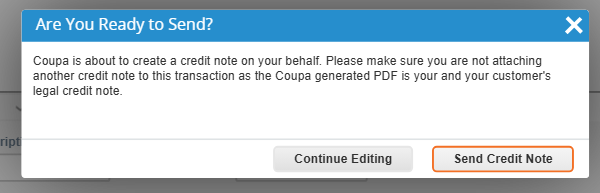 Are You Ready to Send?
Coupa is about to create a credit note on your behalf. Please make sure you are not attaching
another credit note to this transaction as the Coupa generated PDF is your and your customer's
legal credit note.
ripti
Continue Editing
Send Credit Note